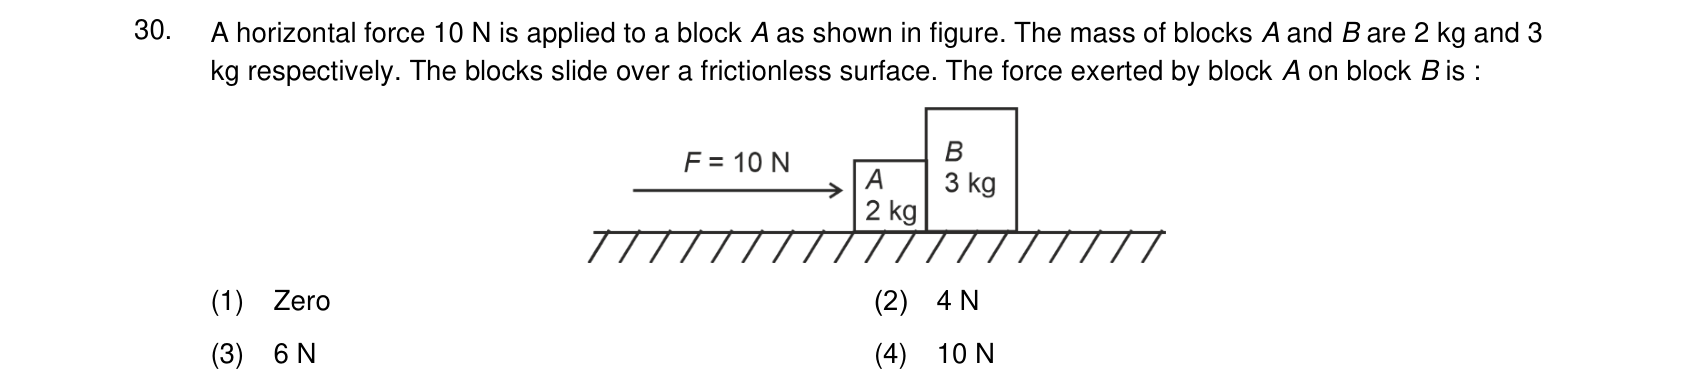 30. A horizontal force 10 N is applied to a block A as shown in figure. The mass of blocks A and B are 2 kg and 3
kg respectively. The blocks slide over a frictionless surface. The force exerted by block A on block B is :
F = 10 N
A
2 kg
B
3 kg
(1) Zero
(2) 4 N
(3) 6 N
(4) 10 N